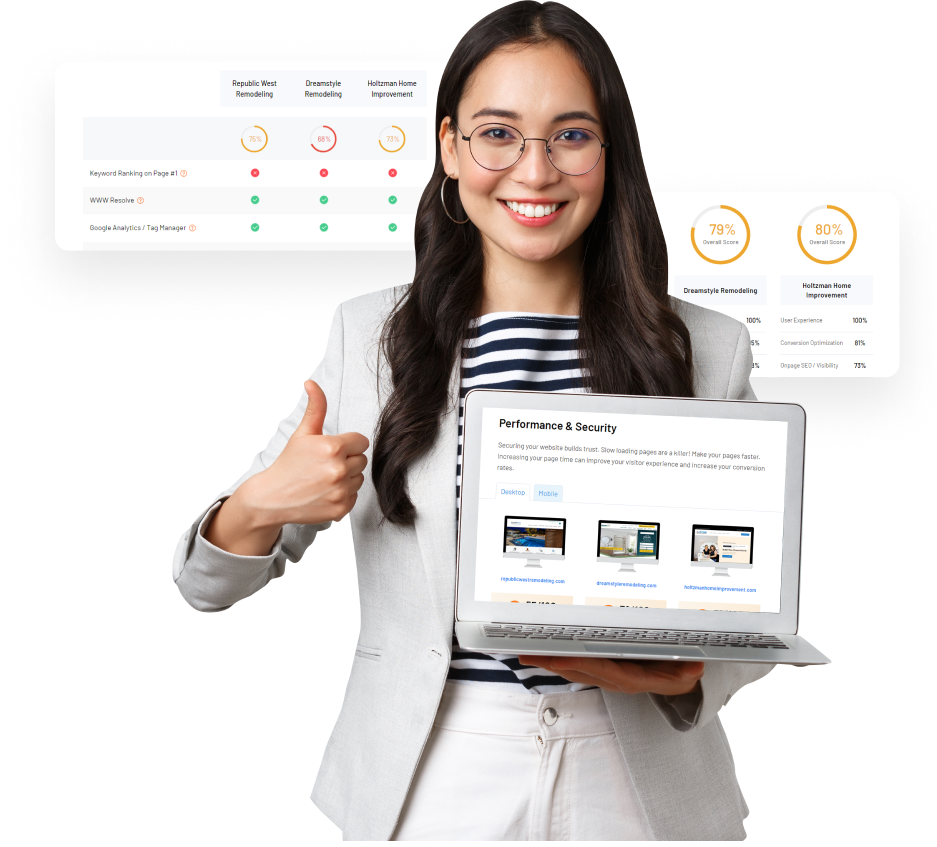 Republic West
Remodeling
Dreamstyle
Remodeling
Holtzman Home
Improvement
75%
68%
73%
Keyword Ranking on Page #1
WWW Resolve
Google Analytics / Tag Manager
79%
Overall Score
80%
Overall Score
Dreamstyle Remodeling
Holtzman Home
Improvement
100%
User Experience 100%
Conversion Optimization 81%
Onpage SEO / Visibility 73%
Performance & Security
Securing your website builds trust. Slow loading pages are a killer! Make your pages faster.
Increasing your page time can improve your visitor experience and increase your conversion
rates.
Desktop
Mobile
republicwestremodeling.com
dreamstyleremodeling.com
holtzmanhomeimprovement.com